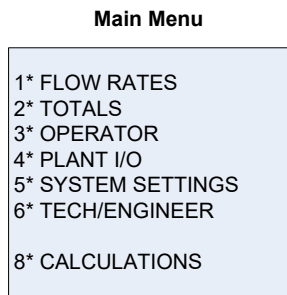 Main Menu
1* FLOW RATES
2* TOTALS
3* OPERATOR
4* PLANT I/O
5* SYSTEM SETTINGS
6* TECH/ENGINEER
8* CALCULATIONS